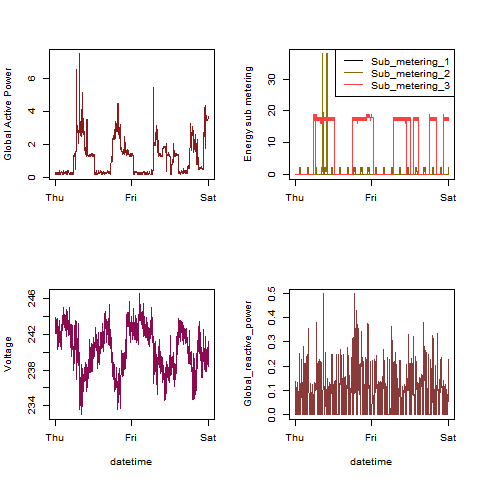 Global Active Power
0 2 4 6
Thu Fri Sat
Energy sub metering
0 10 20 30
Sub_metering_1
Sub_metering_2
Sub_metering_3
Thu Fri Sat
Voltage
234 238 242 246
Thu Fri Sat
datetime
Global_reactive_power
0.0 0.1 0.2 0.3 0.4 0.5
Thu Fri Sat
datetime